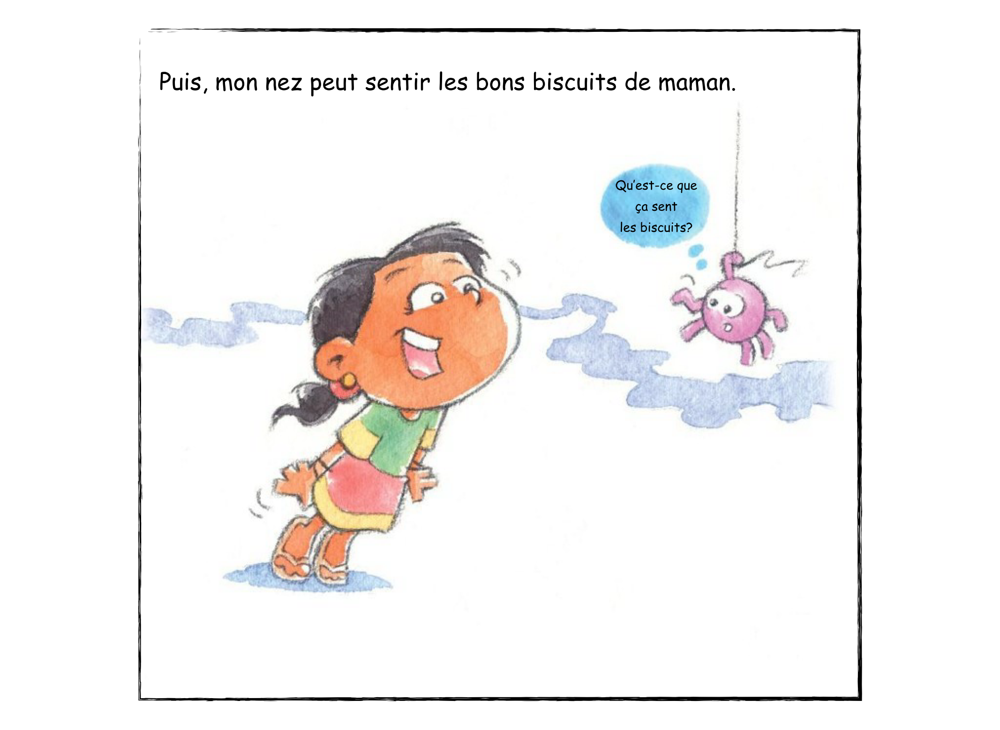 Puis, mon nez peut sentir les bons biscuits de maman.
Qu'est-ce que
ça sent
les biscuits?